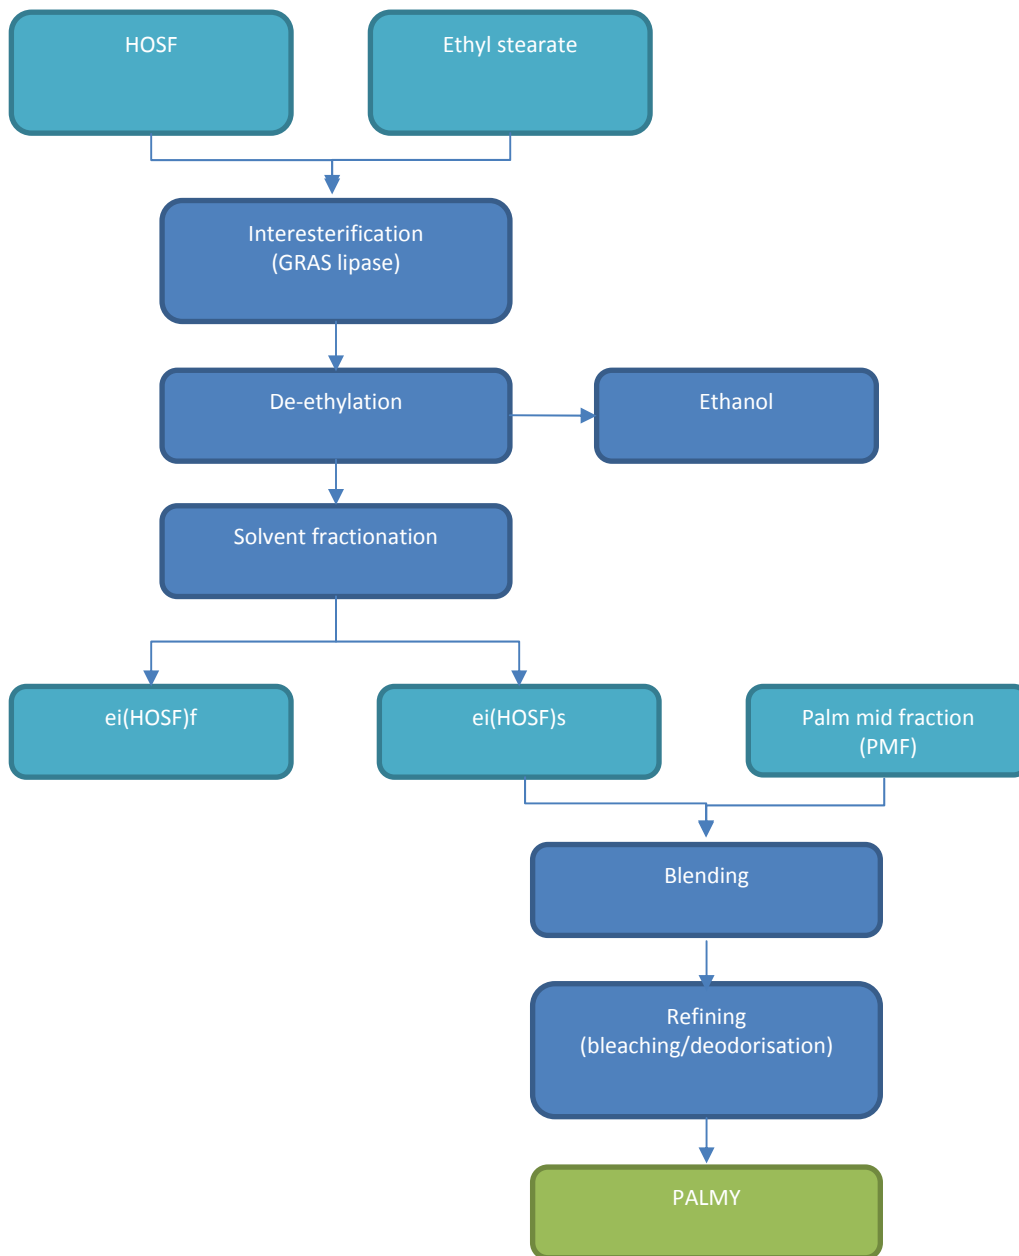 HOSF
Ethyl stearate
Interesterification
(GRAS lipase)
De-ethylation
Ethanol
Solvent fractionation
ei(HOSF)f
ei(HOSF)s
Palm mid fraction
(PMF)
Blending
Refining
(bleaching/deodorisation)
PALMY